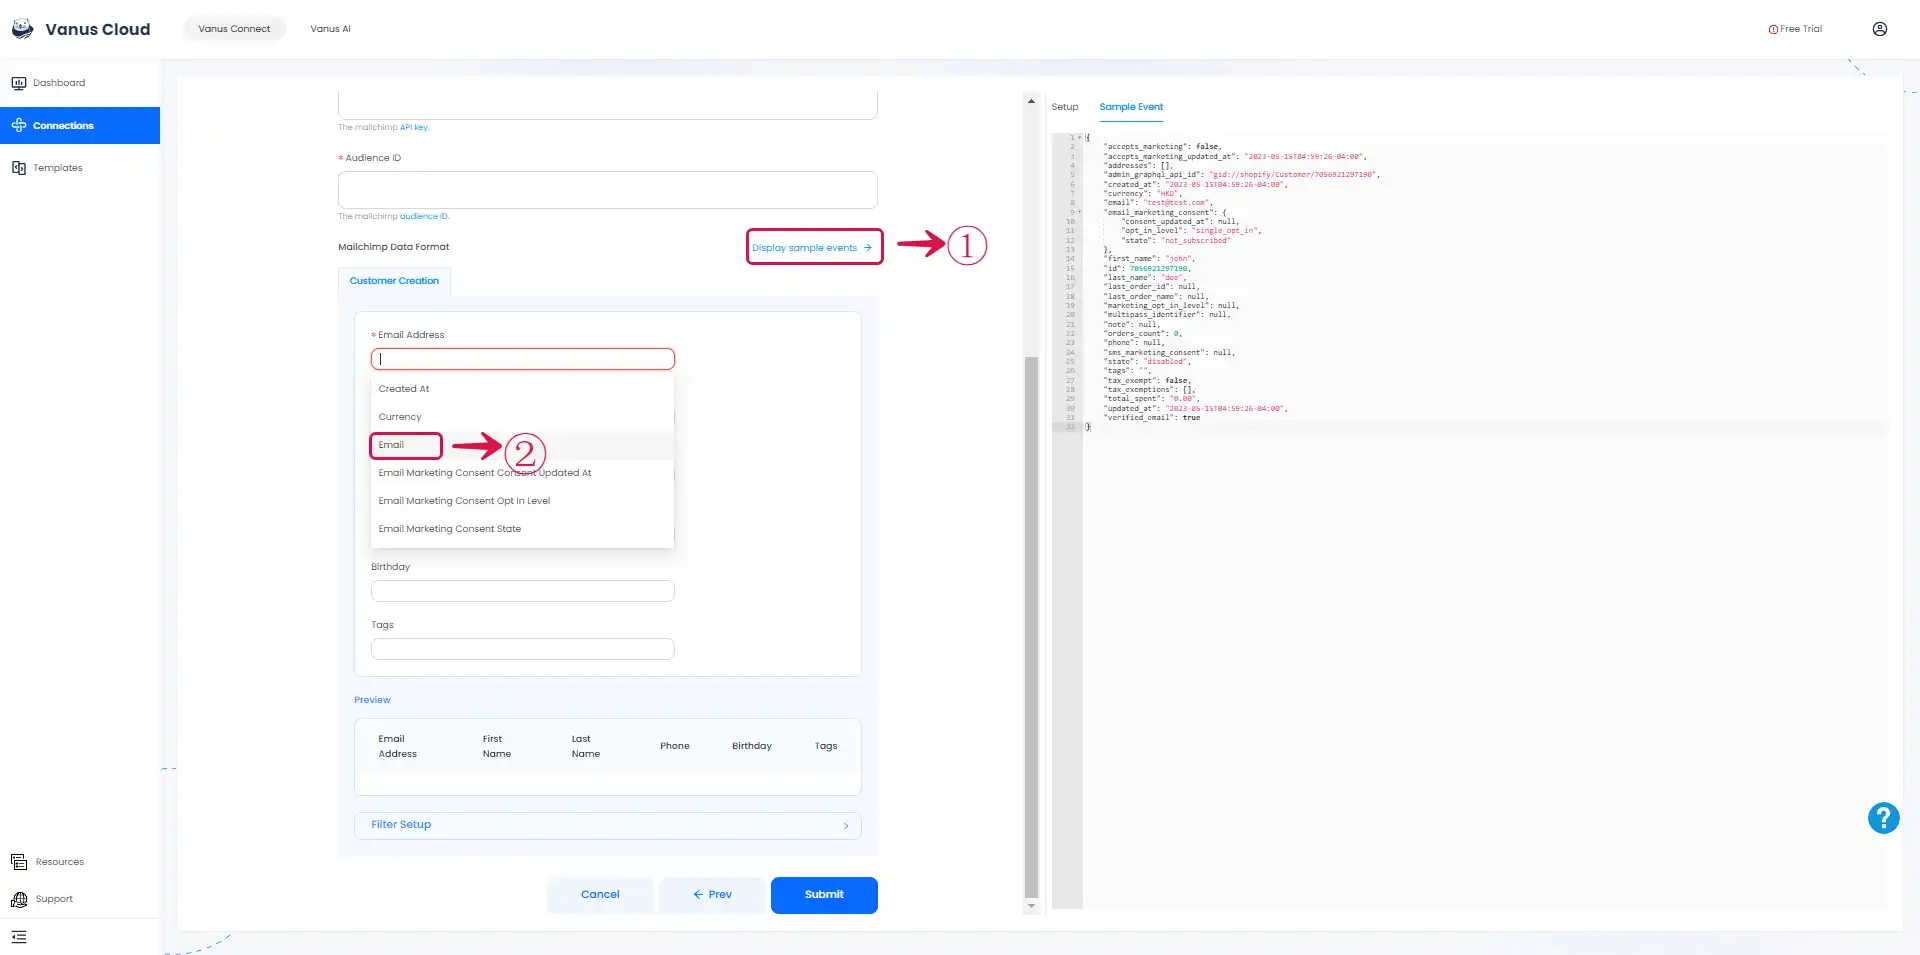 Vanus Cloud
Vanus Connect
Vanus AI
Free Trial
Dashboard
Connections
Templates
The mailchimp API key.
* Audience ID
The mailchimp audience ID.
Mailchimp Data Format
Display sample events →
①
Customer Creation
* Email Address
Created At
Currency
Email
②
Email Marketing Consent Consent Updated At
Email Marketing Consent Opt In Level
Email Marketing Consent State
Birthday
Tags
Preview
Email Address
First Name
Last Name
Phone
Birthday
Tags
Filter Setup
Cancel
← Prev
Submit
Setup
Sample Event
1 {
2 "accepts_marketing": false,
3 "accepts_marketing_updated_at": "2023-05-15T04:59:26-04:00",
4 "addresses": [],
5 "admin_graphql_api_id": "gid://shopify/Customer/7056921297190",
6 "created_at": "2023-05-15T04:59:26-04:00",
7 "currency": "HKD",
8 "email": "test@test.com",
9 "email_marketing_consent": {
10 "consent_updated_at": null,
11 "opt_in_level": "single_opt_in",
12 "state": "not_subscribed"
13 },
14 "first_name": "john",
15 "id": 7056921297190,
16 "last_name": "doe",
17 "last_order_id": null,
18 "last_order_name": null,
19 "marketing_opt_in_level": null,
20 "multipass_identifier": null,
21 "note": null,
22 "orders_count": 0,
23 "phone": null,
24 "sms_marketing_consent": null,
25 "state": "disabled",
26 "tags": "",
27 "tax_exempt": false,
28 "tax_exemptions": [],
29 "total_spent": "0.00",
30 "updated_at": "2023-05-15T04:59:26-04:00",
31 "verified_email": true
32 }
?
Resources
Support